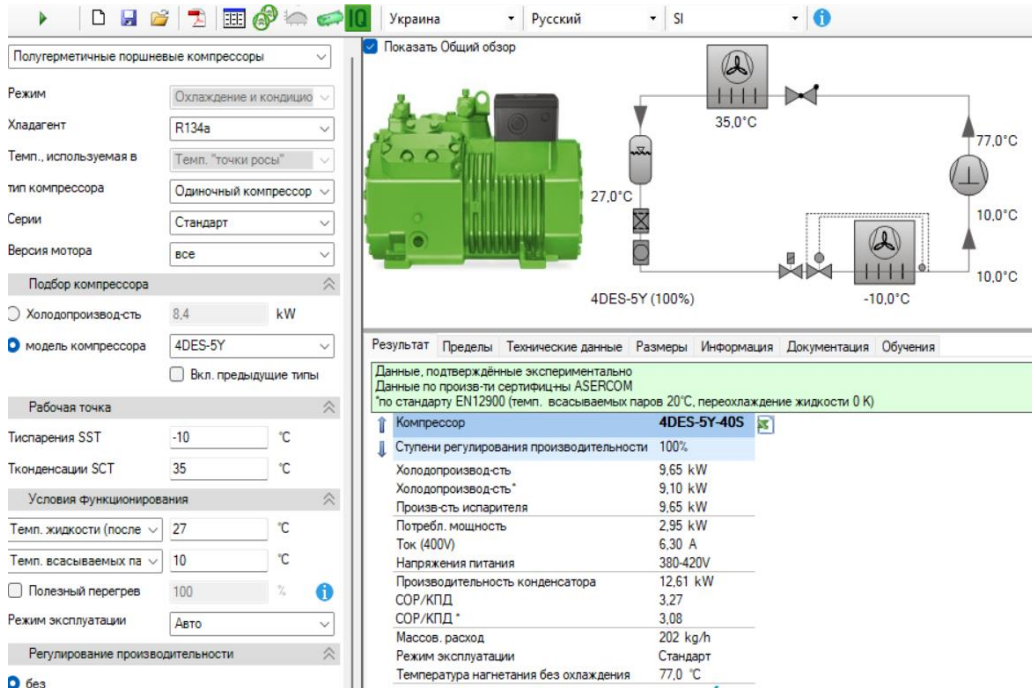 IQ Украина Русский SI
Полугерметичные поршневые компрессоры
Режим Охлаждение и кондицио
Хладагент R134a
Темп., используемая в Темп. "точки росы"
тип компрессора Одиночный компрессор
Серии Стандарт
Версия мотора все
Подбор компрессора
Холодопроизвод-сть 8,4 kW
модель компрессора 4DES-5Y
Вкл. предыдущие типы
Рабочая точка
Тиспарения SST -10 °C
Тконденсации SCT 35 °C
Условия функционирования
Темп. жидкости (после 27 °C
Темп. всасываемых па 10 °C
Полезный перегрев 100 %
Режим эксплуатации Авто
Регулирование производительности
без
Показать Общий обзор
35,0°C
77,0°C
27,0°C
10,0°C
10,0°C
4DES-5Y (100%)
-10,0°C
Результат Пределы Технические данные Размеры Информация Документация Обучения
Данные, подтверждённые экспериментально
Данные по произв-ти сертифиц-ны ASERCOM
*по стандарту EN12900 (темп. всасываемых паров 20°C, переохлаждение жидкости 0 K)
Компрессор 4DES-5Y-40S
Ступени регулирования производительности 100%
Холодопроизвод-сть 9,65 kW
Холодопроизвод-сть* 9,10 kW
Произв-сть испарителя 9,65 kW
Потребл. мощность 2,95 kW
Ток (400V) 6,30 A
Напряжения питания 380-420V
Производительность конденсатора 12,61 kW
COP/КПД 3,27
COP/КПД * 3,08
Массов. расход 202 kg/h
Режим эксплуатации Стандарт
Температура нагнетания без охлаждения 77,0 °C